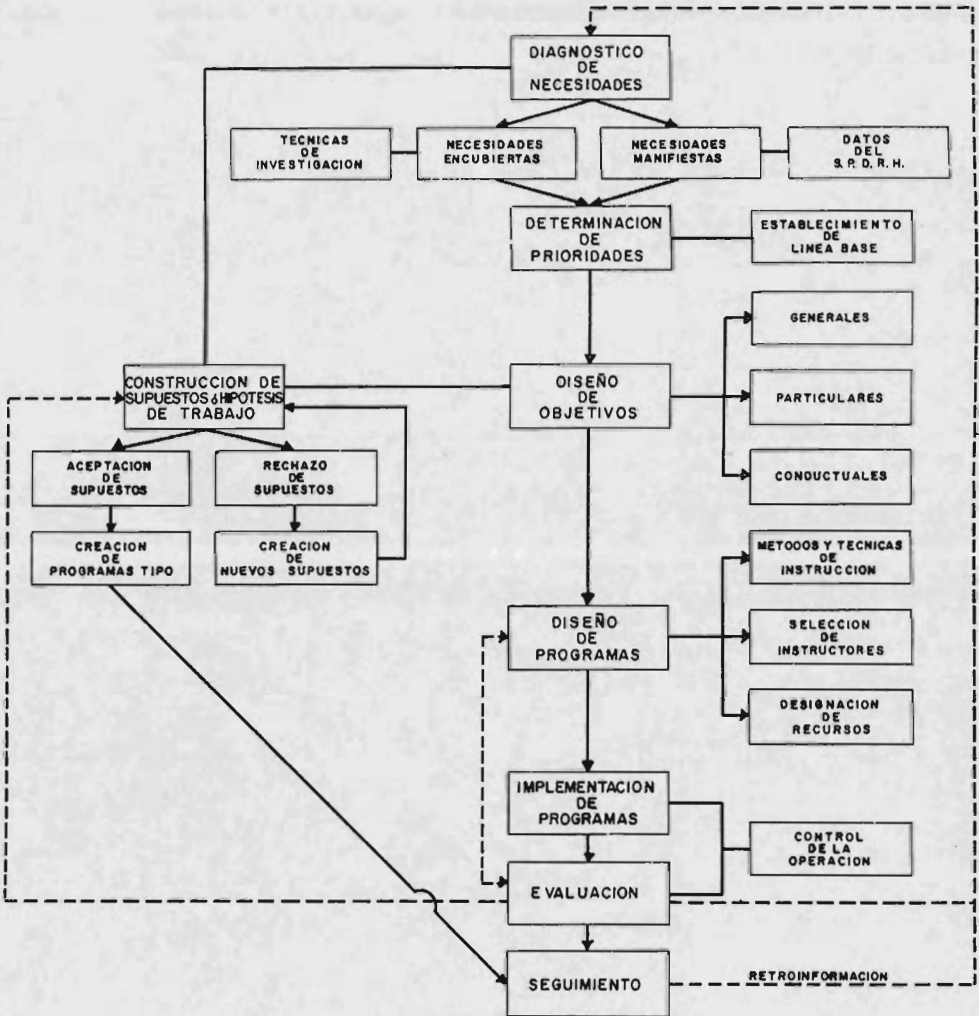 DIAGNOSTICO
DE
NECESIDADES
TECNICAS
DE
INVESTIGACION
NECESIDADES
ENCUBIERTAS
NECESIDADES
MANIFIESTAS
DATOS
DEL
S. P. D. R. H.
DETERMINACION
DE
PRIORIDADES
ESTABLECIMIENTO
DE
LINEA BASE
GENERALES
CONSTRUCCION DE
SUPUESTOS ó HIPOTESIS
DE TRABAJO
DISEÑO
DE
OBJETIVOS
PARTICULARES
ACEPTACION
DE
SUPUESTOS
RECHAZO
DE
SUPUESTOS
CONDUCTUALES
CREACION
DE
PROGRAMAS TIPO
CREACION
DE
NUEVOS SUPUESTOS
METODOS Y TECNICAS
DE
INSTRUCCION
DISEÑO
DE
PROGRAMAS
SELECCION
DE
INSTRUCTORES
DESIGNACION
DE
RECURSOS
IMPLEMENTACION
DE
PROGRAMAS
CONTROL
DE LA
OPERACION
EVALUACION
SEGUIMIENTO
RETROINFORMACION